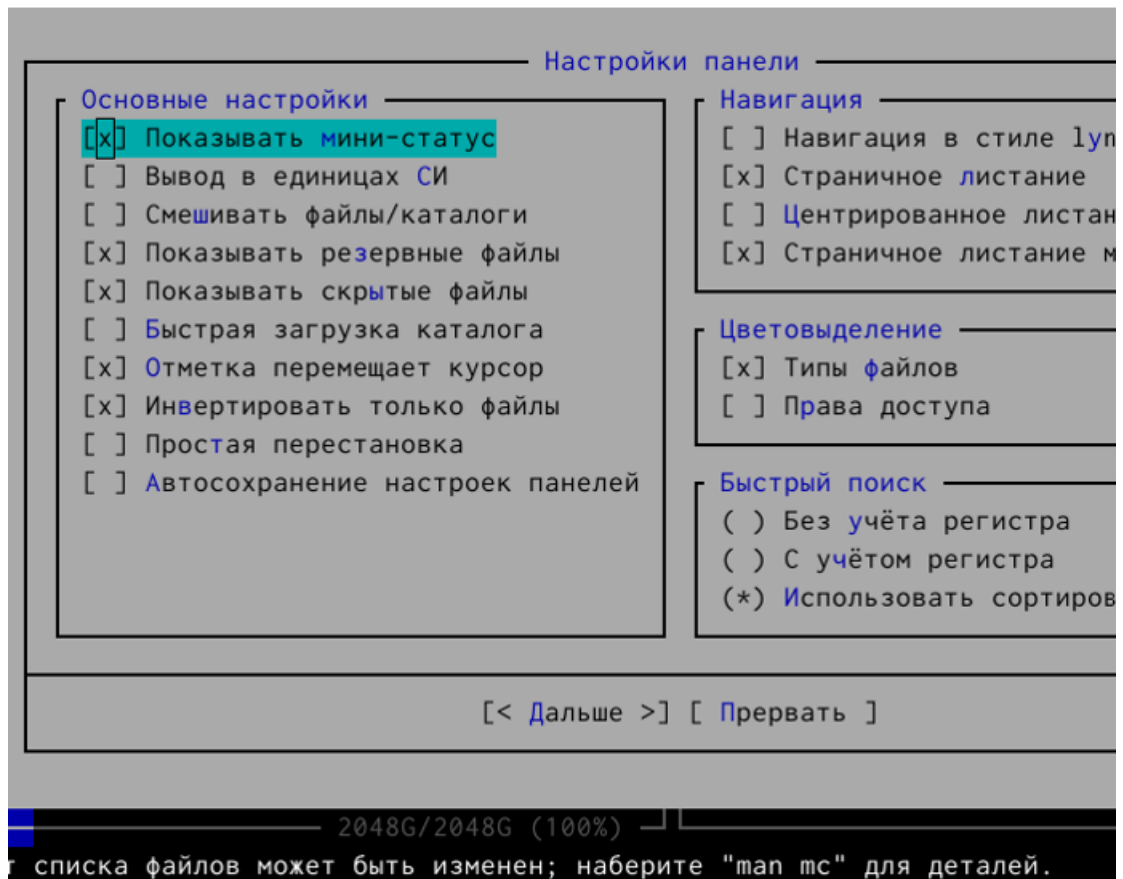 Настройки панели
Основные настройки
[x] Показывать мини-статус
[ ] Вывод в единицах СИ
[ ] Смешивать файлы/каталоги
[x] Показывать резервные файлы
[x] Показывать скрытые файлы
[ ] Быстрая загрузка каталога
[x] Отметка перемещает курсор
[x] Инвертировать только файлы
[ ] Простая перестановка
[ ] Автосохранение настроек панелей
Навигация
[ ] Навигация в стиле lyn
[x] Страничное листание
[ ] Центрированное листан
[x] Страничное листание м
Цветовыделение
[x] Типы файлов
[ ] Права доступа
Быстрый поиск
( ) Без учёта регистра
( ) С учётом регистра
(*) Использовать сортиров
[< Дальше >] [ Прервать ]
2048G/2048G (100%)
т списка файлов может быть изменен; наберите "man mc" для деталей.